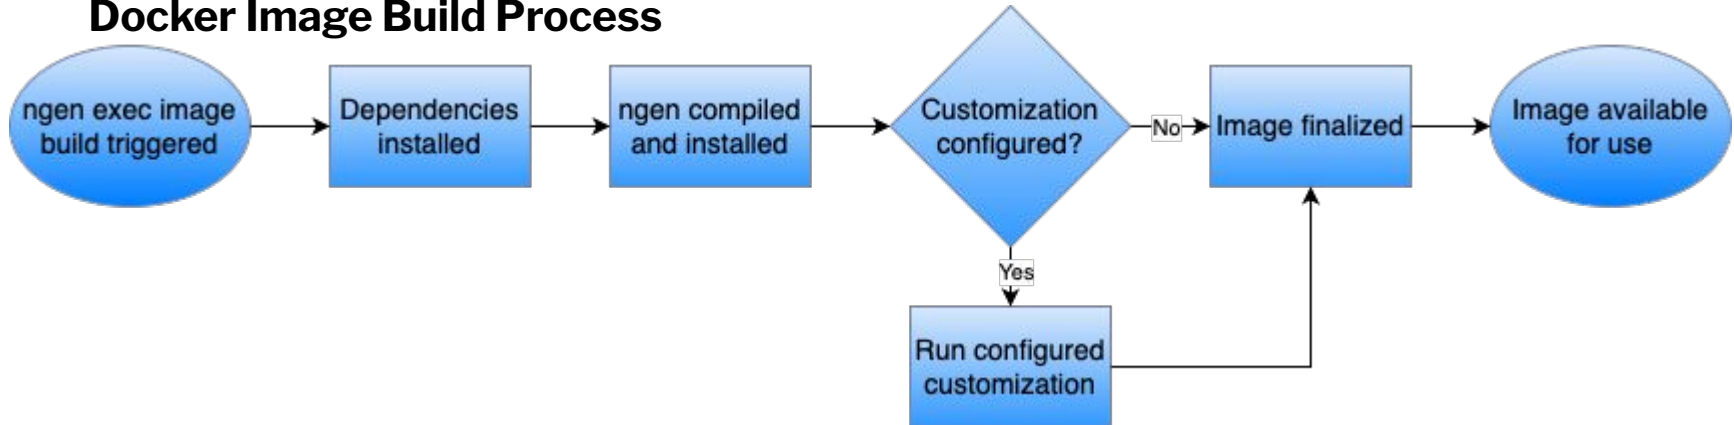 Docker Image Build Process
ngen exec image
build triggered
Dependencies
installed
ngen compiled
and installed
Customization
configured?
No
Image finalized
Image available
for use
Yes
Run configured
customization